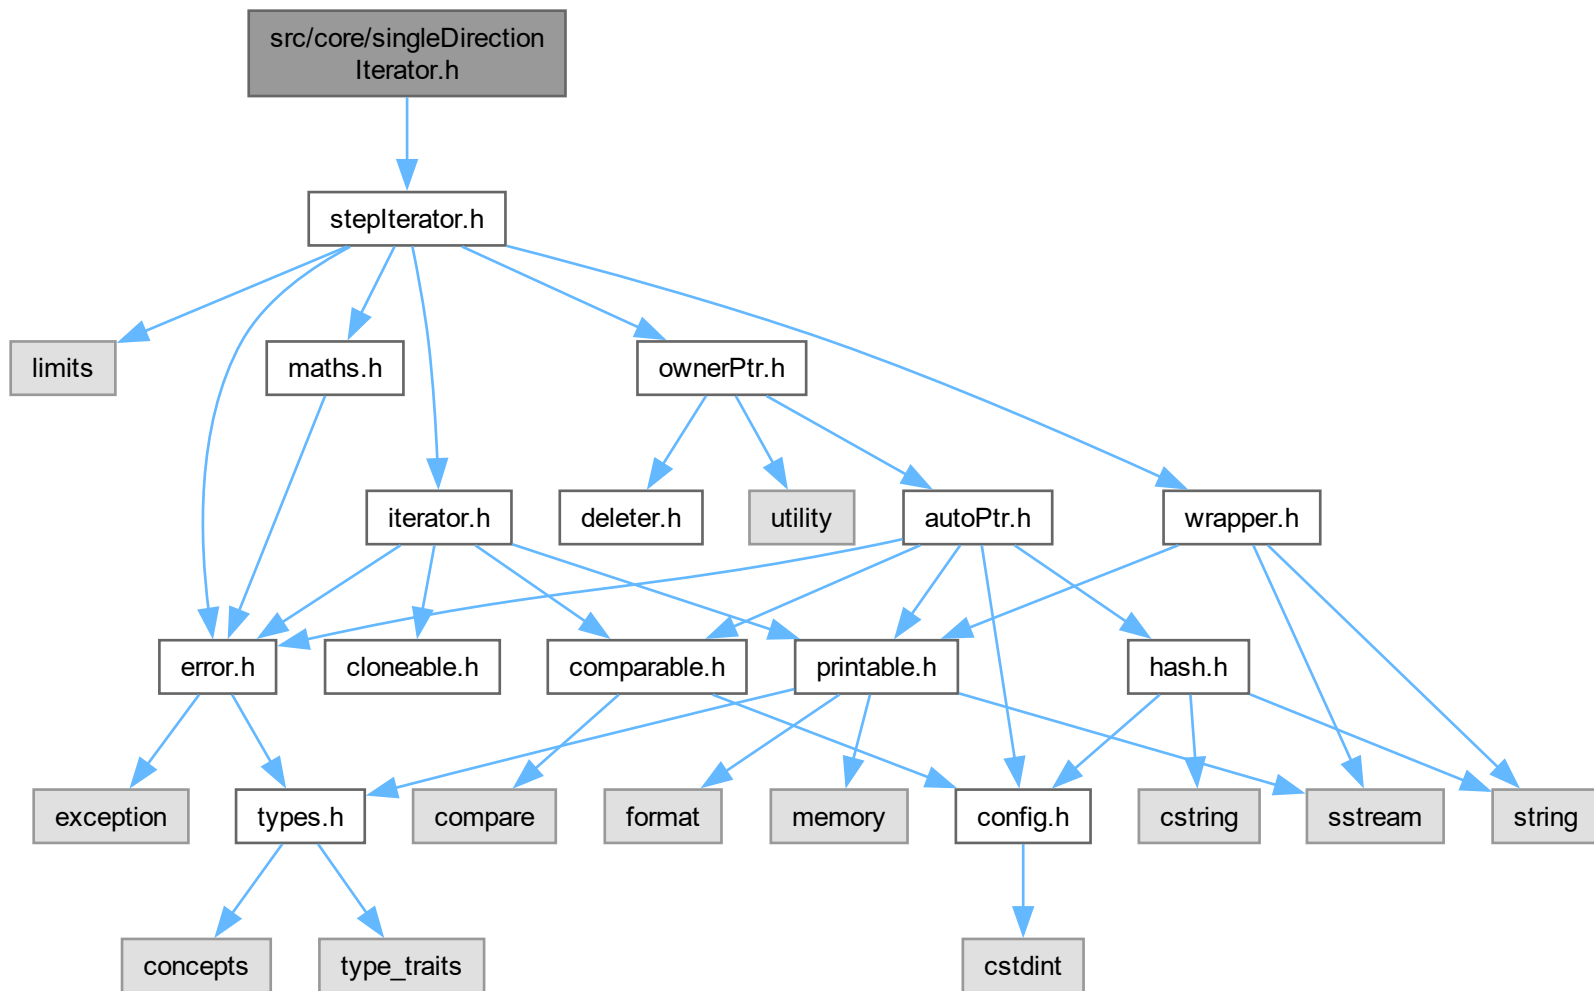 src/core/singleDirection
Iterator.h
stepIterator.h
limits
maths.h
ownerPtr.h
iterator.h
deleter.h
utility
autoPtr.h
wrapper.h
error.h
cloneable.h
comparable.h
printable.h
hash.h
exception
types.h
compare
format
memory
config.h
cstring
sstream
string
concepts
type_traits
cstdint